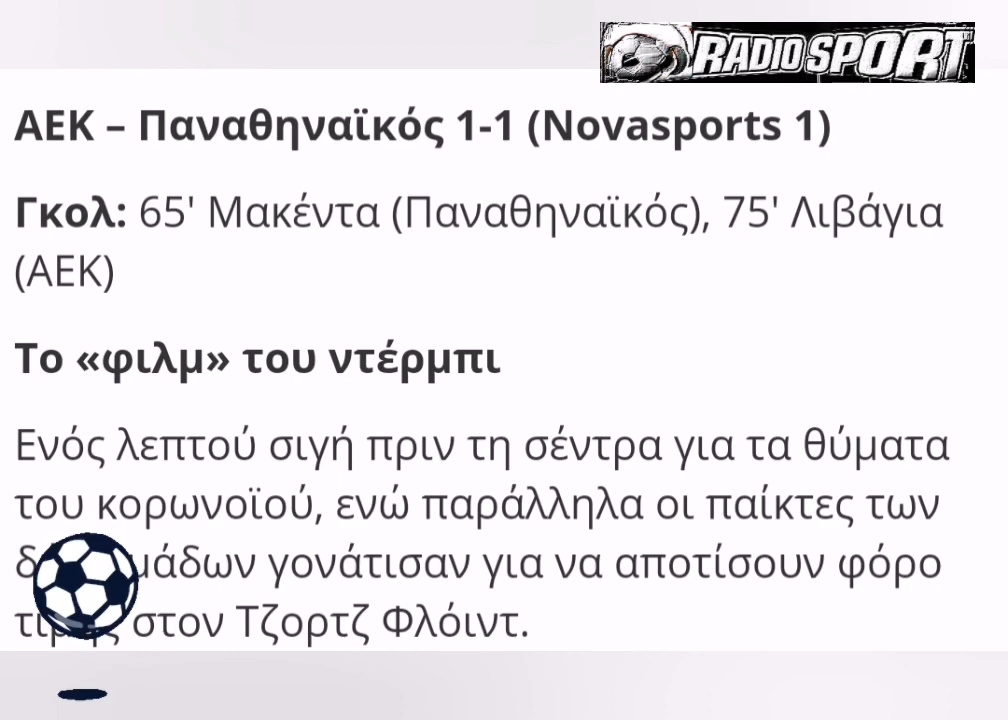 RADIO SPORT
ΑΕΚ – Παναθηναϊκός 1-1 (Novasports 1)
Γκολ: 65' Μακέντα (Παναθηναϊκός), 75' Λιβάγια
(ΑΕΚ)
Το «φιλμ» του ντέρμπι
Ενός λεπτού σιγή πριν τη σέντρα για τα θύματα
του κορωνοϊού, ενώ παράλληλα οι παίκτες των
γονάτισαν για να αποτίσουν φόρο
στον Τζορτζ Φλόιντ.